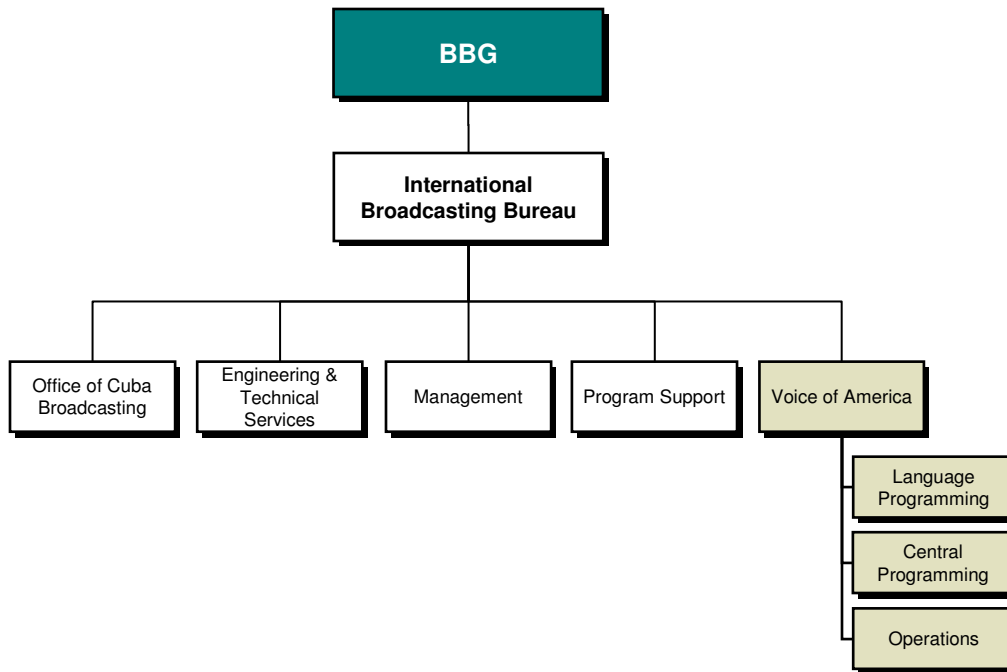 BBG
International
Broadcasting Bureau
Office of Cuba
Broadcasting
Engineering &
Technical
Services
Management
Program Support
Voice of America
Language
Programming
Central
Programming
Operations